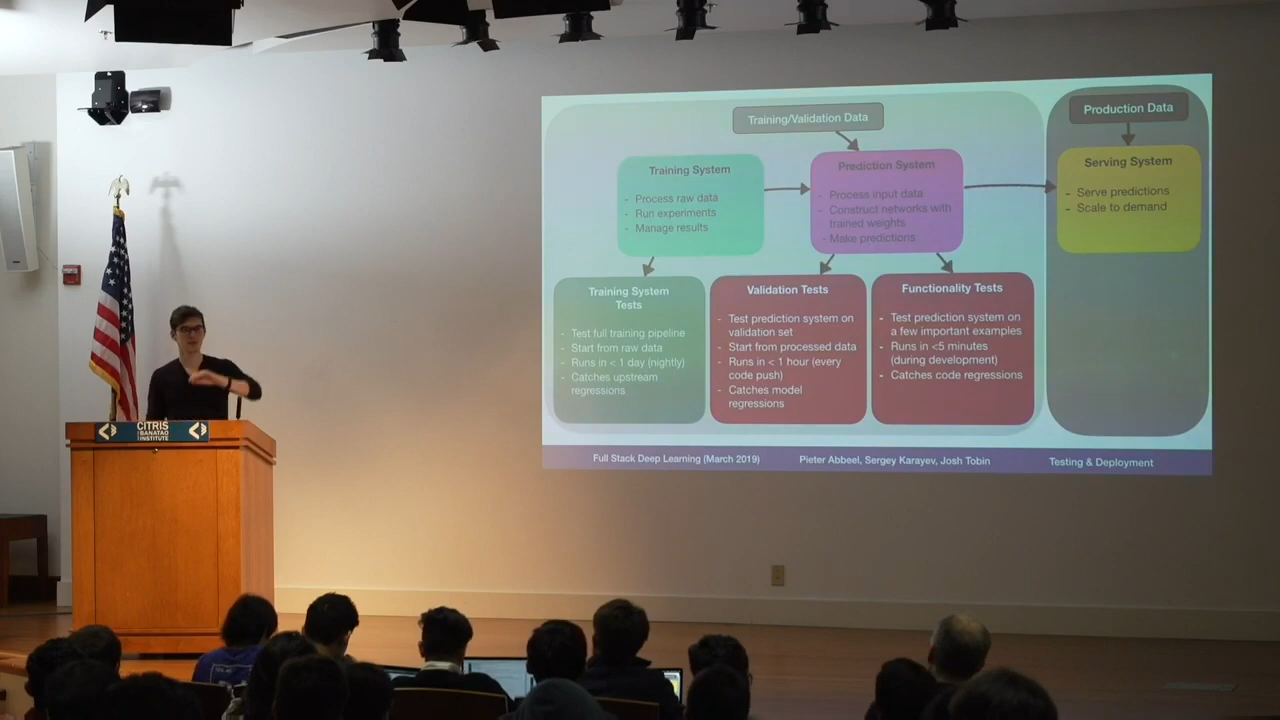 Training/Validation Data
Production Data
Training System
- Process raw data
- Run experiments
- Manage results
Prediction System
- Process input data
- Construct networks with
trained weights
- Make predictions
Serving System
- Serve predictions
- Scale to demand
Training System
Tests
- Test full training pipeline
- Start from raw data
- Runs in < 1 day (nightly)
- Catches upstream
regressions
Validation Tests
- Test prediction system on
validation set
- Start from processed data
- Runs in < 1 hour (every
code push)
- Catches model
regressions
Functionality Tests
- Test prediction system on
a few important examples
- Runs in <5 minutes
(during development)
- Catches code regressions
Full Stack Deep Learning (March 2019)
Pieter Abbeel, Sergey Karayev, Josh Tobin
Testing & Deployment
CITRIS
BANATAO
INSTITUTE